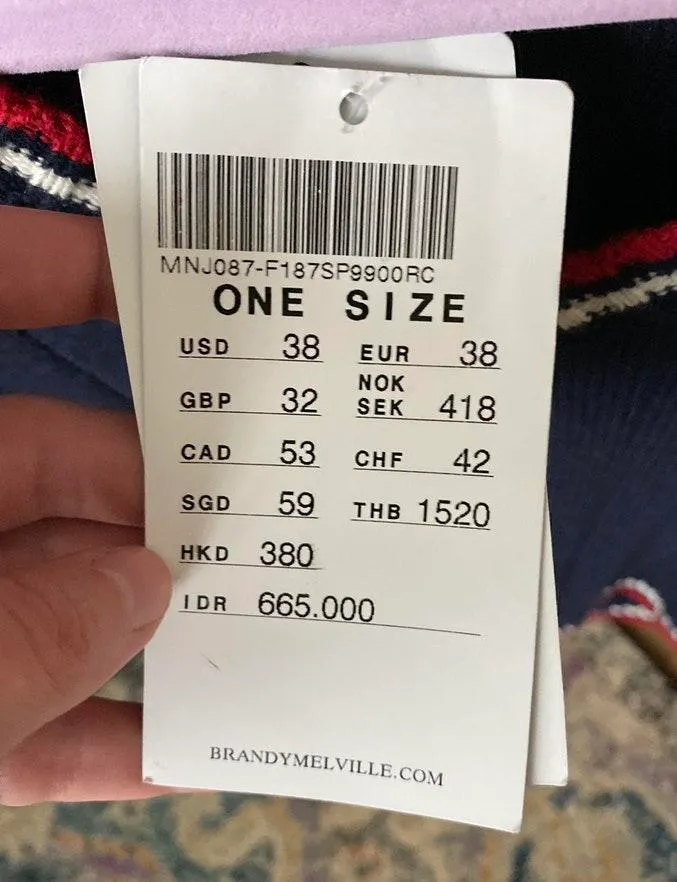 MNJ087-F187SP9900RC
ONE SIZE
USD 38 EUR 38
NOK
GBP 32 SEK 418
CAD 53 CHF 42
SGD 59 THB 1520
HKD 380
IDR 665.000
BRANDYMELVILLE.COM